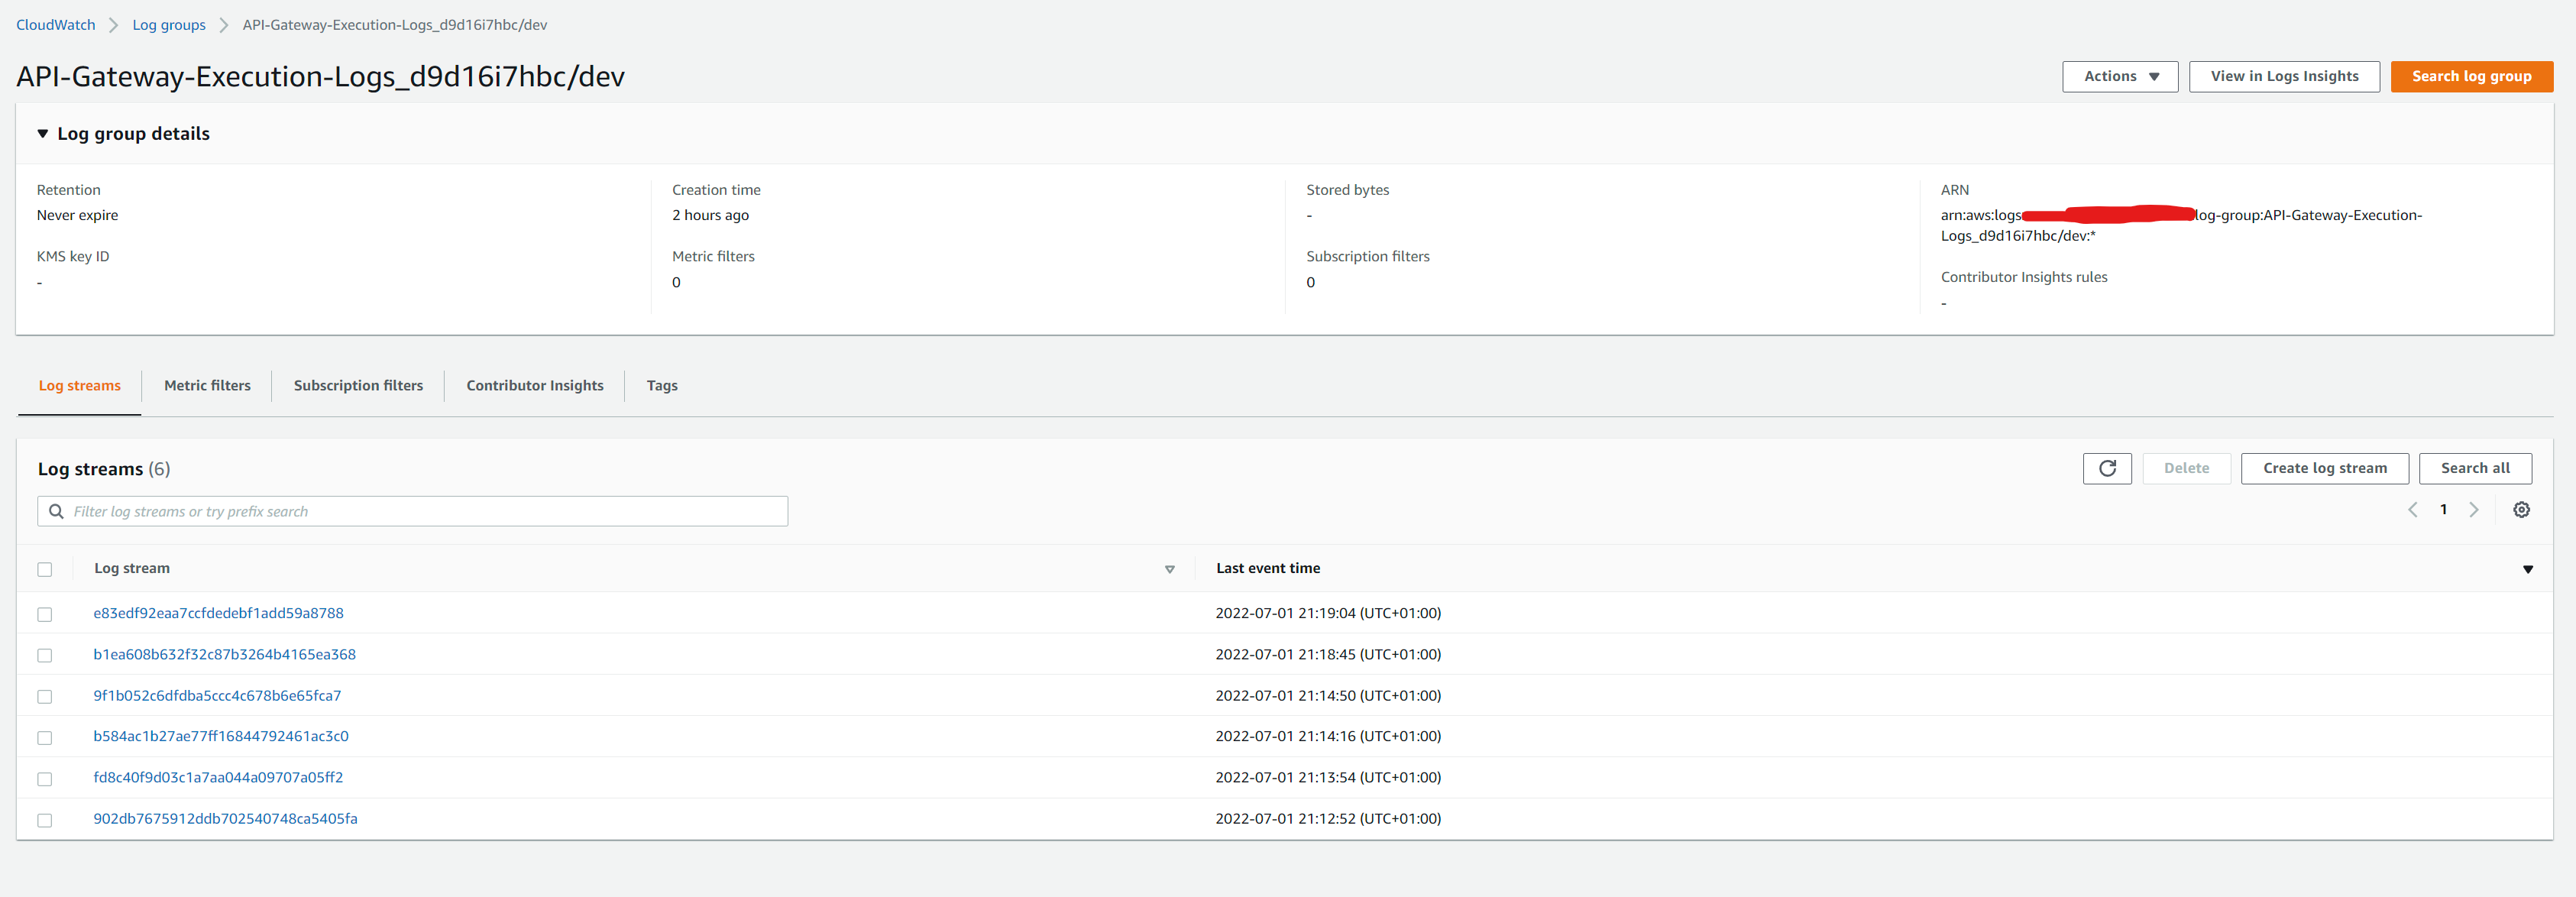 CloudWatch
Log groups
API-Gateway-Execution-Logs_d9d16i7hbc/dev
API-Gateway-Execution-Logs_d9d16i7hbc/dev
Actions
View in Logs Insights
Search log group
Log group details
Retention
Never expire
KMS key ID
-
Creation time
2 hours ago
Metric filters
0
Stored bytes
-
Subscription filters
0
ARN
arn:aws:logs log-group:API-Gateway-Execution-
Logs_d9d16i7hbc/dev:*
Contributor Insights rules
-
Log streams
Metric filters
Subscription filters
Contributor Insights
Tags
Log streams (6)
Delete
Create log stream
Search all
Filter log streams or try prefix search
1
Log stream
Last event time
e83edf92eaa7ccfdedebf1add59a8788
2022-07-01 21:19:04 (UTC+01:00)
b1ea608b632f32c87b3264b4165ea368
2022-07-01 21:18:45 (UTC+01:00)
9f1b052c6dfdba5ccc4c678b6e65fca7
2022-07-01 21:14:50 (UTC+01:00)
b584ac1b27ae77ff16844792461ac3c0
2022-07-01 21:14:16 (UTC+01:00)
fd8c40f9d03c1a7aa044a09707a05ff2
2022-07-01 21:13:54 (UTC+01:00)
902db7675912ddb702540748ca5405fa
2022-07-01 21:12:52 (UTC+01:00)